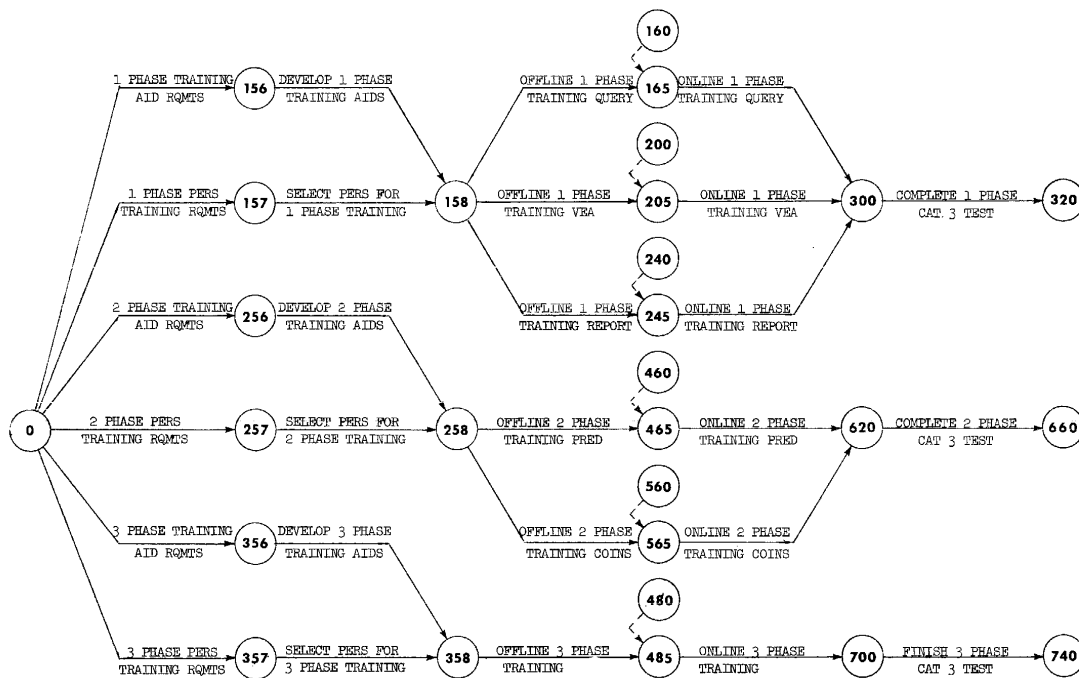 160
1 PHASE TRAINING
AID RQMTS
156
DEVELOP 1 PHASE
TRAINING AIDS
OFFLINE 1 PHASE
TRAINING QUERY
165
ONLINE 1 PHASE
TRAINING QUERY
200
1 PHASE PERS
TRAINING RQMTS
157
SELECT PERS FOR
1 PHASE TRAINING
158
OFFLINE 1 PHASE
TRAINING VEA
205
ONLINE 1 PHASE
TRAINING VEA
300
COMPLETE 1 PHASE
CAT 3 TEST
320
240
2 PHASE TRAINING
AID RQMTS
256
DEVELOP 2 PHASE
TRAINING AIDS
OFFLINE 1 PHASE
TRAINING REPORT
245
ONLINE 1 PHASE
TRAINING REPORT
460
0
2 PHASE PERS
TRAINING RQMTS
257
SELECT PERS FOR
2 PHASE TRAINING
258
OFFLINE 2 PHASE
TRAINING PRED
465
ONLINE 2 PHASE
TRAINING PRED
620
COMPLETE 2 PHASE
CAT 3 TEST
660
560
3 PHASE TRAINING
AID RQMTS
356
DEVELOP 3 PHASE
TRAINING AIDS
OFFLINE 2 PHASE
TRAINING COINS
565
ONLINE 2 PHASE
TRAINING COINS
480
3 PHASE PERS
TRAINING RQMTS
357
SELECT PERS FOR
3 PHASE TRAINING
358
OFFLINE 3 PHASE
TRAINING
485
ONLINE 3 PHASE
TRAINING
700
FINISH 3 PHASE
CAT 3 TEST
740